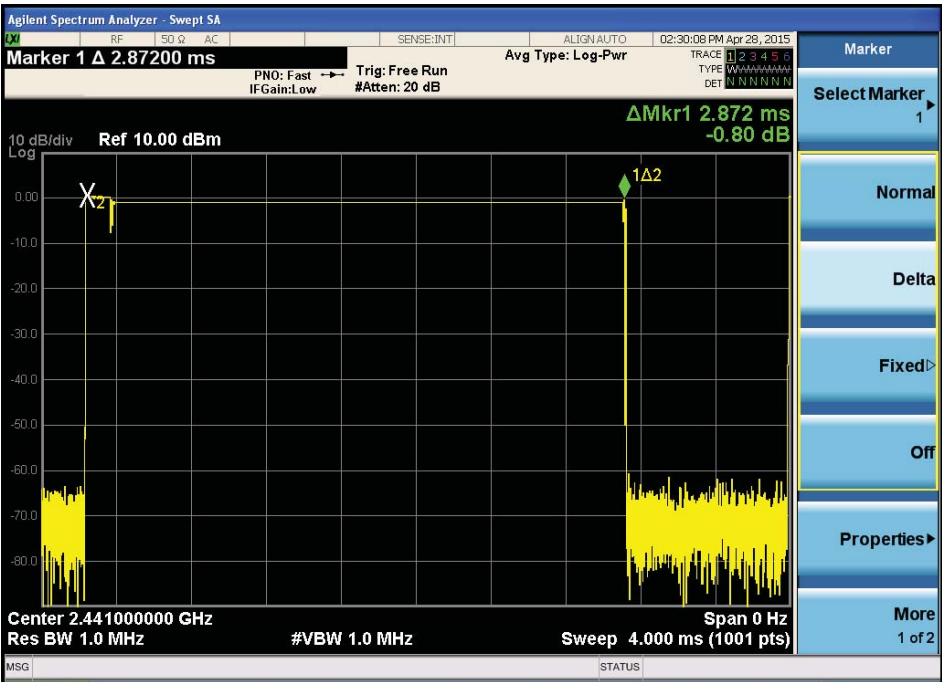 Agilent Spectrum Analyzer - Swept SA
LXI RF 50 Ω AC SENSE:INT ALIGN AUTO 02:30:08 PM Apr 28, 2015
Marker 1 Δ 2.87200 ms
PNO: Fast
IFGain:Low
Trig: Free Run
#Atten: 20 dB
Avg Type: Log-Pwr
TRACE 1 2 3 4 5 6
TYPE W
DET N N N N N N
ΔMkr1 2.872 ms
-0.80 dB
10 dB/div Ref 10.00 dBm
Log
0.00
-10.0
-20.0
-30.0
-40.0
-50.0
-60.0
-70.0
-80.0
X2
1Δ2
Center 2.441000000 GHz Span 0 Hz
Res BW 1.0 MHz #VBW 1.0 MHz Sweep 4.000 ms (1001 pts)
MSG STATUS
Marker
Select Marker
1
Normal
Delta
Fixed
Off
Properties
More
1 of 2